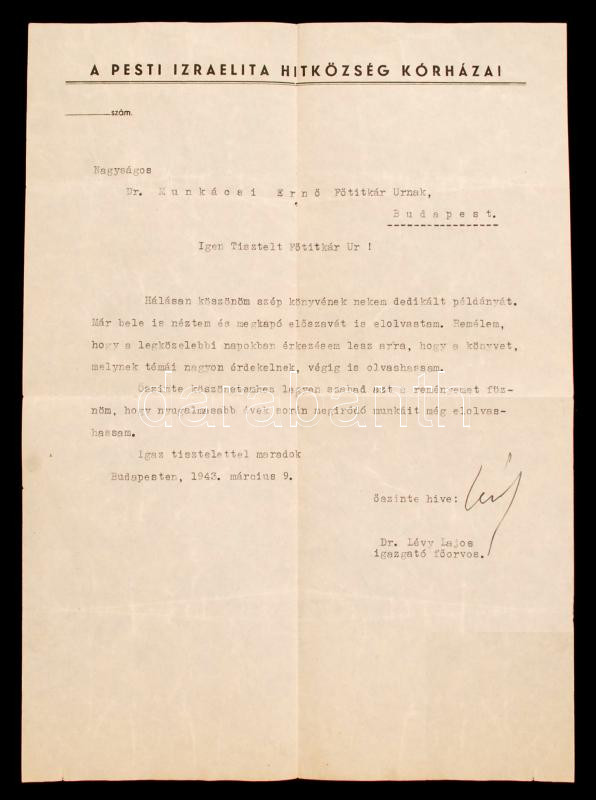 A PESTI IZRAELITA HITKÖZSÉG KÓRHÁZAI
szám.
Nagyságos
Dr. Munkácsi Ernő Főtitkár Urnak,
Budapest.
Igen Tisztelt Főtitkár Ur !
Hálásan köszönöm szép könyvének nekem dedikált példányát.
Már bele is néztem és megkapó előszavát is elolvastam. Remélem,
hogy a legközelebbi napokban érkezésem lesz arra, hogy a könyvet,
melynek témái nagyon érdekelnek, végig is olvashassam.
Őszinte köszönetemhez legyen szabad azt a reményemet füz-
nöm, hogy nyugalmasabb évek során megiródó munkáit még elolvas-
hassam.
Igaz tisztelettel maradok
Budapesten, 1943. március 9.
őszinte hive:
Dr. Lévy Lajos
igazgató főorvos.
darabanth